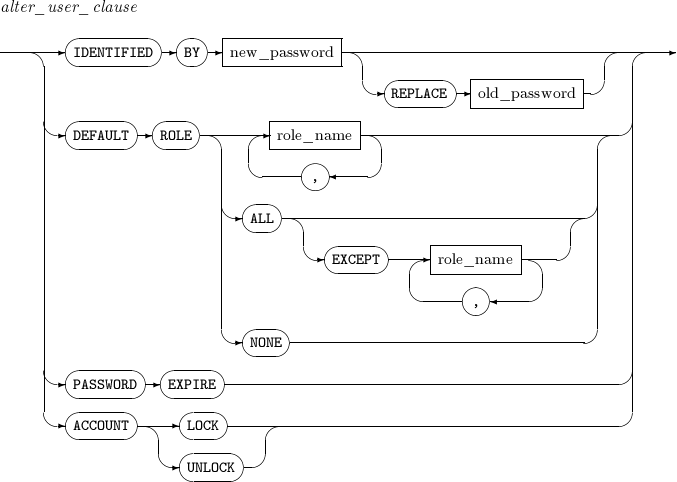 alter_user_clause
IDENTIFIED BY new_password
REPLACE old_password
DEFAULT ROLE role_name
,
ALL
EXCEPT role_name
,
NONE
PASSWORD EXPIRE
ACCOUNT LOCK
UNLOCK